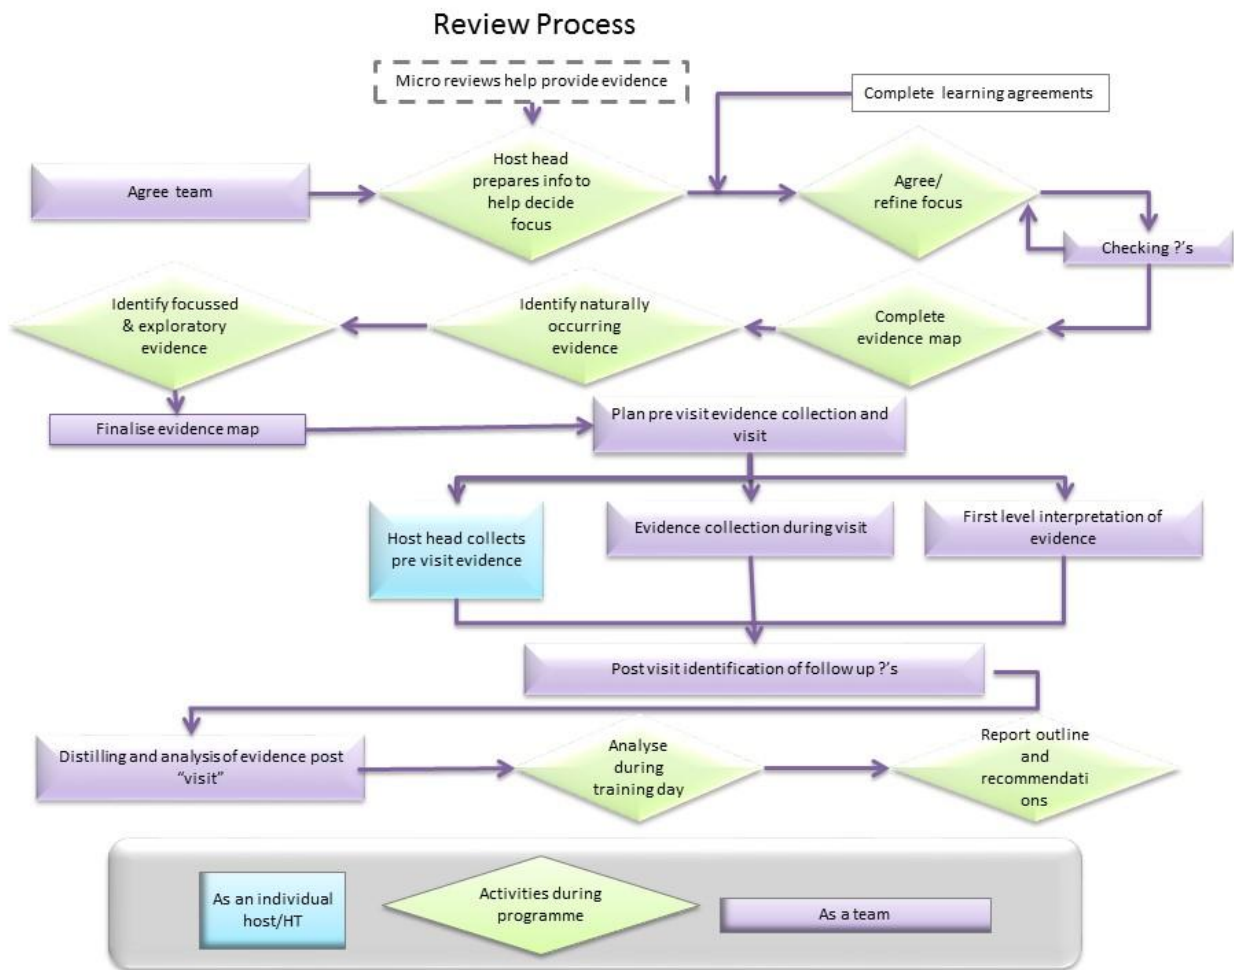 Review Process
Micro reviews help provide evidence
Complete learning agreements
Agree team
Host head
prepares info to
help decide
focus
Agree/
refine focus
Checking ?'s
Identify focussed
& exploratory
evidence
Identify naturally
occurring
evidence
Complete
evidence map
Finalise evidence map
Plan pre visit evidence collection and
visit
Host head collects
pre visit evidence
Evidence collection during visit
First level interpretation of
evidence
Post visit identification of follow up ?'s
Distilling and analysis of evidence post
“visit”
Analyse
during
training day
Report outline
and
recommendati
ons
As an individual
host/HT
Activities during
programme
As a team